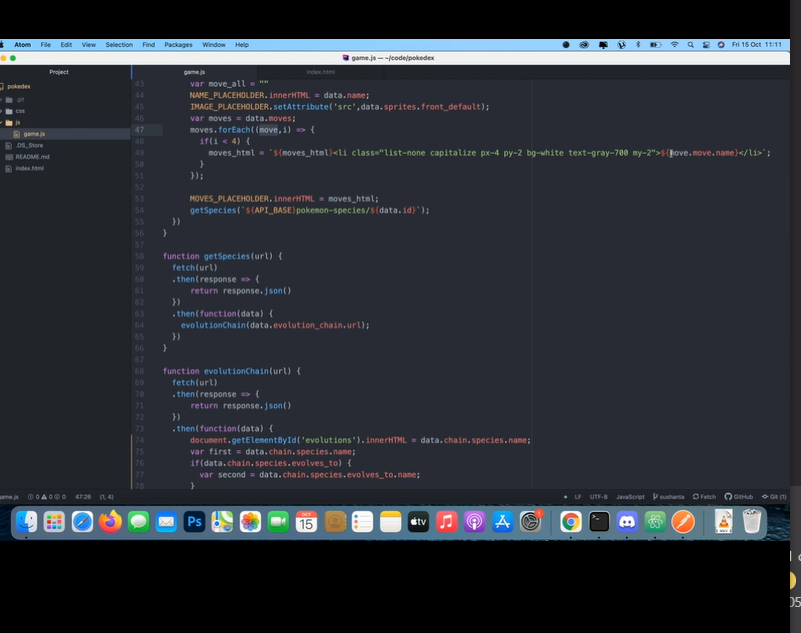 Atom File Edit View Selection Find Packages Window Help
Fri 15 Oct 11:11
game.js — ~/code/pokedex
Project
game.js
index.html
pokedex
.git
css
js
game.js
.DS_Store
README.md
index.html
43 var move_all = ""
44 NAME_PLACEHOLDER.innerHTML = data.name;
45 IMAGE_PLACEHOLDER.setAttribute('src',data.sprites.front_default);
46 var moves = data.moves;
47 moves.forEach((move,i) => {
48 if(i < 4) {
49 moves_html = `${moves_html}<li class="list-none capitalize px-4 py-2 bg-white text-gray-700 my-2">${move.move.name}</li>`;
50 }
51 });
52
53 MOVES_PLACEHOLDER.innerHTML = moves_html;
54 getSpecies(`${API_BASE}pokemon-species/${data.id}`);
55 })
56 }
57
58 function getSpecies(url) {
59 fetch(url)
60 .then(response => {
61 return response.json()
62 })
63 .then(function(data) {
64 evolutionChain(data.evolution_chain.url);
65 })
66 }
67
68 function evolutionChain(url) {
69 fetch(url)
70 .then(response => {
71 return response.json()
72 })
73 .then(function(data) {
74 document.getElementById('evolutions').innerHTML = data.chain.species.name;
75 var first = data.chain.species.name;
76 if(data.chain.species.evolves_to) {
77 var second = data.chain.species.evolves_to.name;
78 }
game.js 0 0 0 47:26 (1, 4)
LF UTF-8 JavaScript sushants Fetch GitHub Git (1)
Ps
OCT
15
tv
05